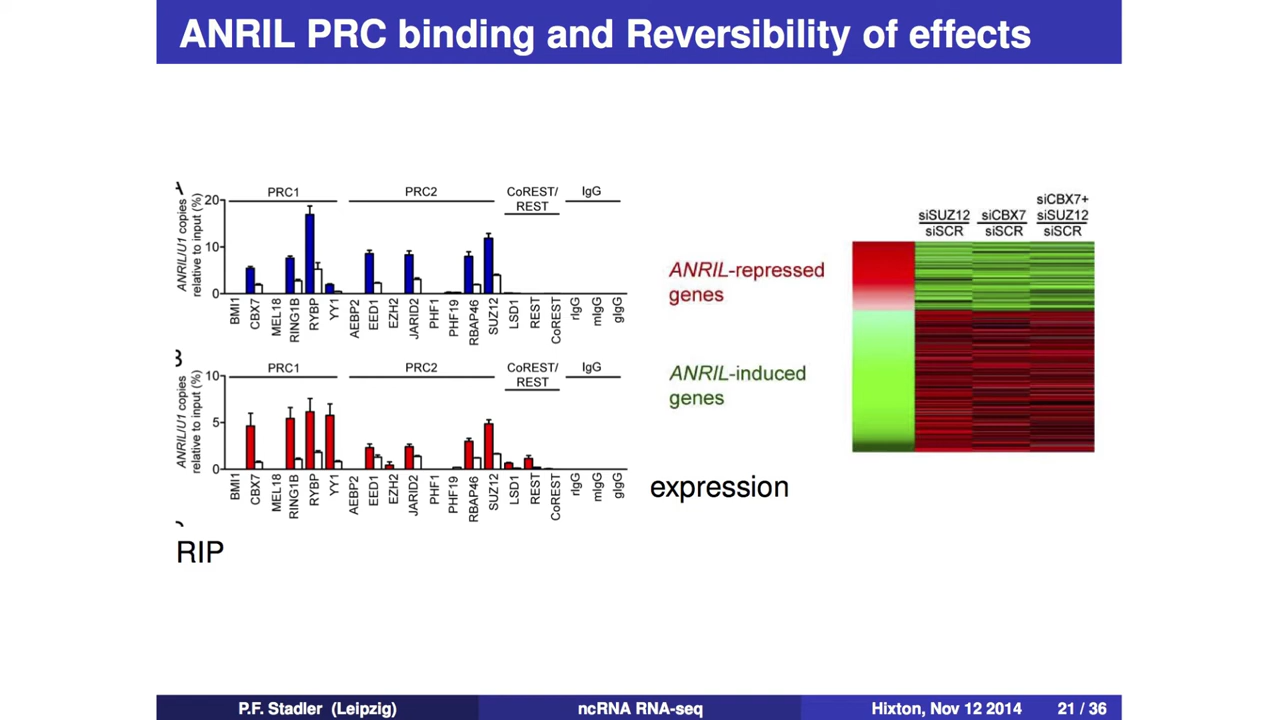 ANRIL PRC binding and Reversibility of effects
A
PRC1 PRC2 CoREST/ REST IgG
ANRIL/U1 copies relative to input (%)
20
10
0
BMI1 CBX7 MEL18 RING1B RYBP YY1 AEBP2 EED1 EZH2 JARID2 PHF1 PHF19 RBAP46 SUZ12 LSD1 REST CoREST rIgG mIgG gIgG
B
PRC1 PRC2 CoREST/ REST IgG
ANRIL/U1 copies relative to input (%)
10
5
0
BMI1 CBX7 MEL18 RING1B RYBP YY1 AEBP2 EED1 EZH2 JARID2 PHF1 PHF19 RBAP46 SUZ12 LSD1 REST CoREST rIgG mIgG gIgG
RIP
siCBX7+
siSUZ12 siCBX7 siSUZ12
siSCR siSCR siSCR
ANRIL-repressed
genes
ANRIL-induced
genes
expression
P.F. Stadler (Leipzig) ncRNA RNA-seq Hixton, Nov 12 2014 21 / 36